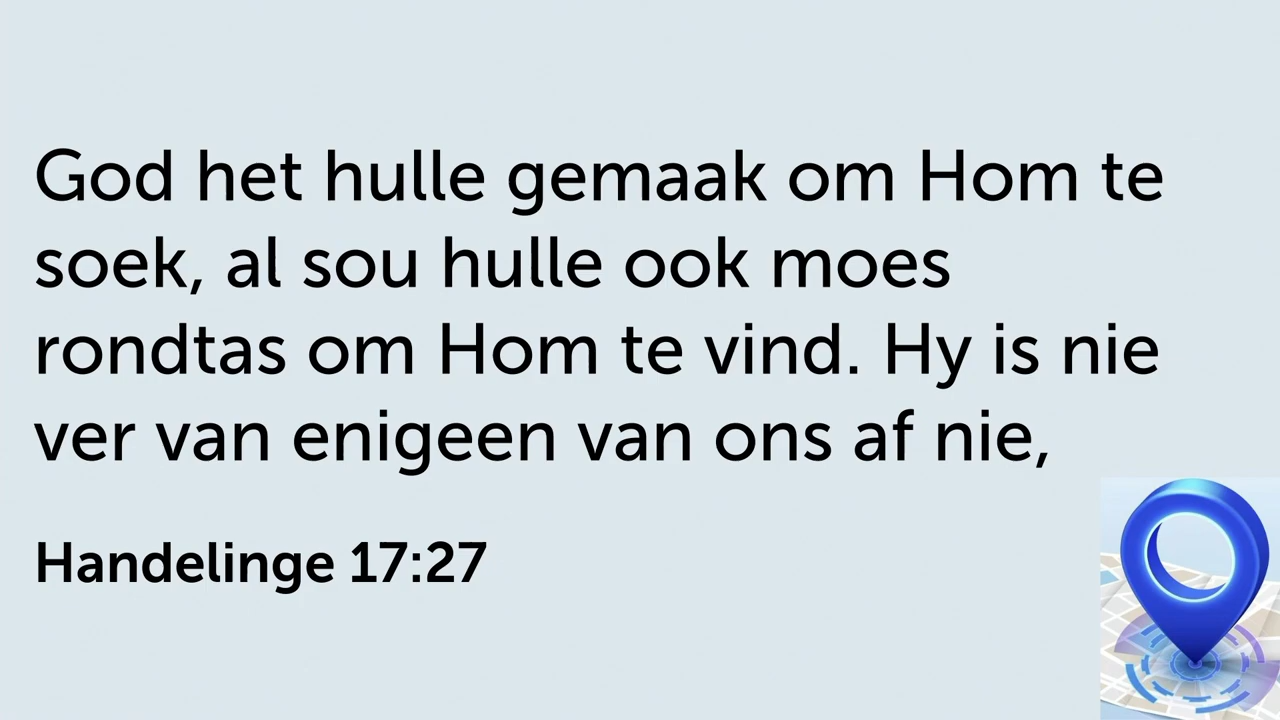 God het hulle gemaak om Hom te
soek, al sou hulle ook moes
rondtas om Hom te vind. Hy is nie
ver van enigeen van ons af nie,
Handelinge 17:27